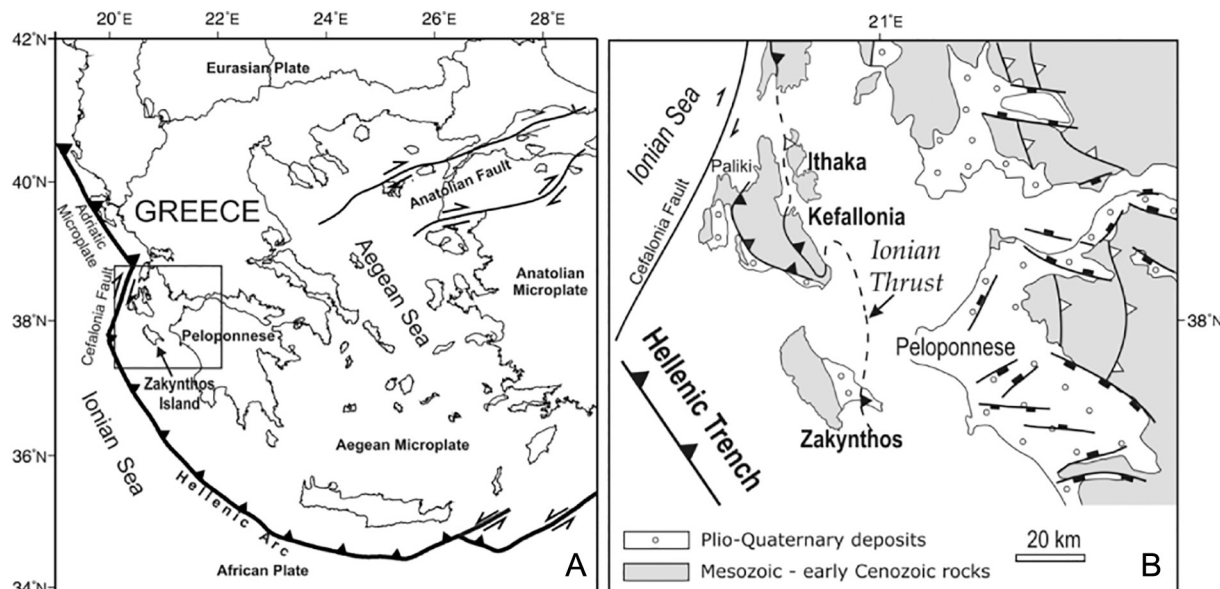 20°E
22°E
24°E
26°E
28°E
42°N
40°N
38°N
36°N
34°N
Eurasian Plate
GREECE
Adriatic
Microplate
Anatolian Fault
Aegean Sea
Anatolian
Microplate
Cefalonia Fault
Peloponnese
Zakynthos
Island
Ionian Sea
Aegean Microplate
Hellenic Arc
African Plate
A
21°E
Ionian Sea
Cefalonia Fault
Paliki
Ithaka
Kefallonia
Ionian
Thrust
38°N
Peloponnese
Hellenic Trench
Zakynthos
Plio-Quaternary deposits
Mesozoic - early Cenozoic rocks
20 km
B